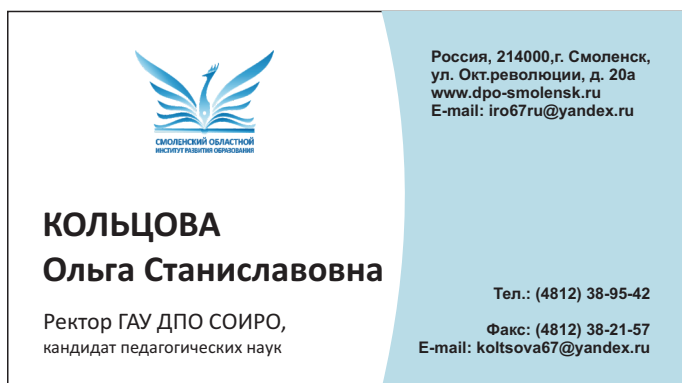 СМОЛЕНСКИЙ ОБЛАСТНОЙ
ИНСТИТУТ РАЗВИТИЯ ОБРАЗОВАНИЯ
КОЛЬЦОВА
Ольга Станиславовна
Ректор ГАУ ДПО СОИРО,
кандидат педагогических наук
Россия, 214000,г. Смоленск,
ул. Окт.революции, д. 20а
www.dpo-smolensk.ru
E-mail: iro67ru@yandex.ru
Тел.: (4812) 38-95-42
Факс: (4812) 38-21-57
E-mail: koltsova67@yandex.ru